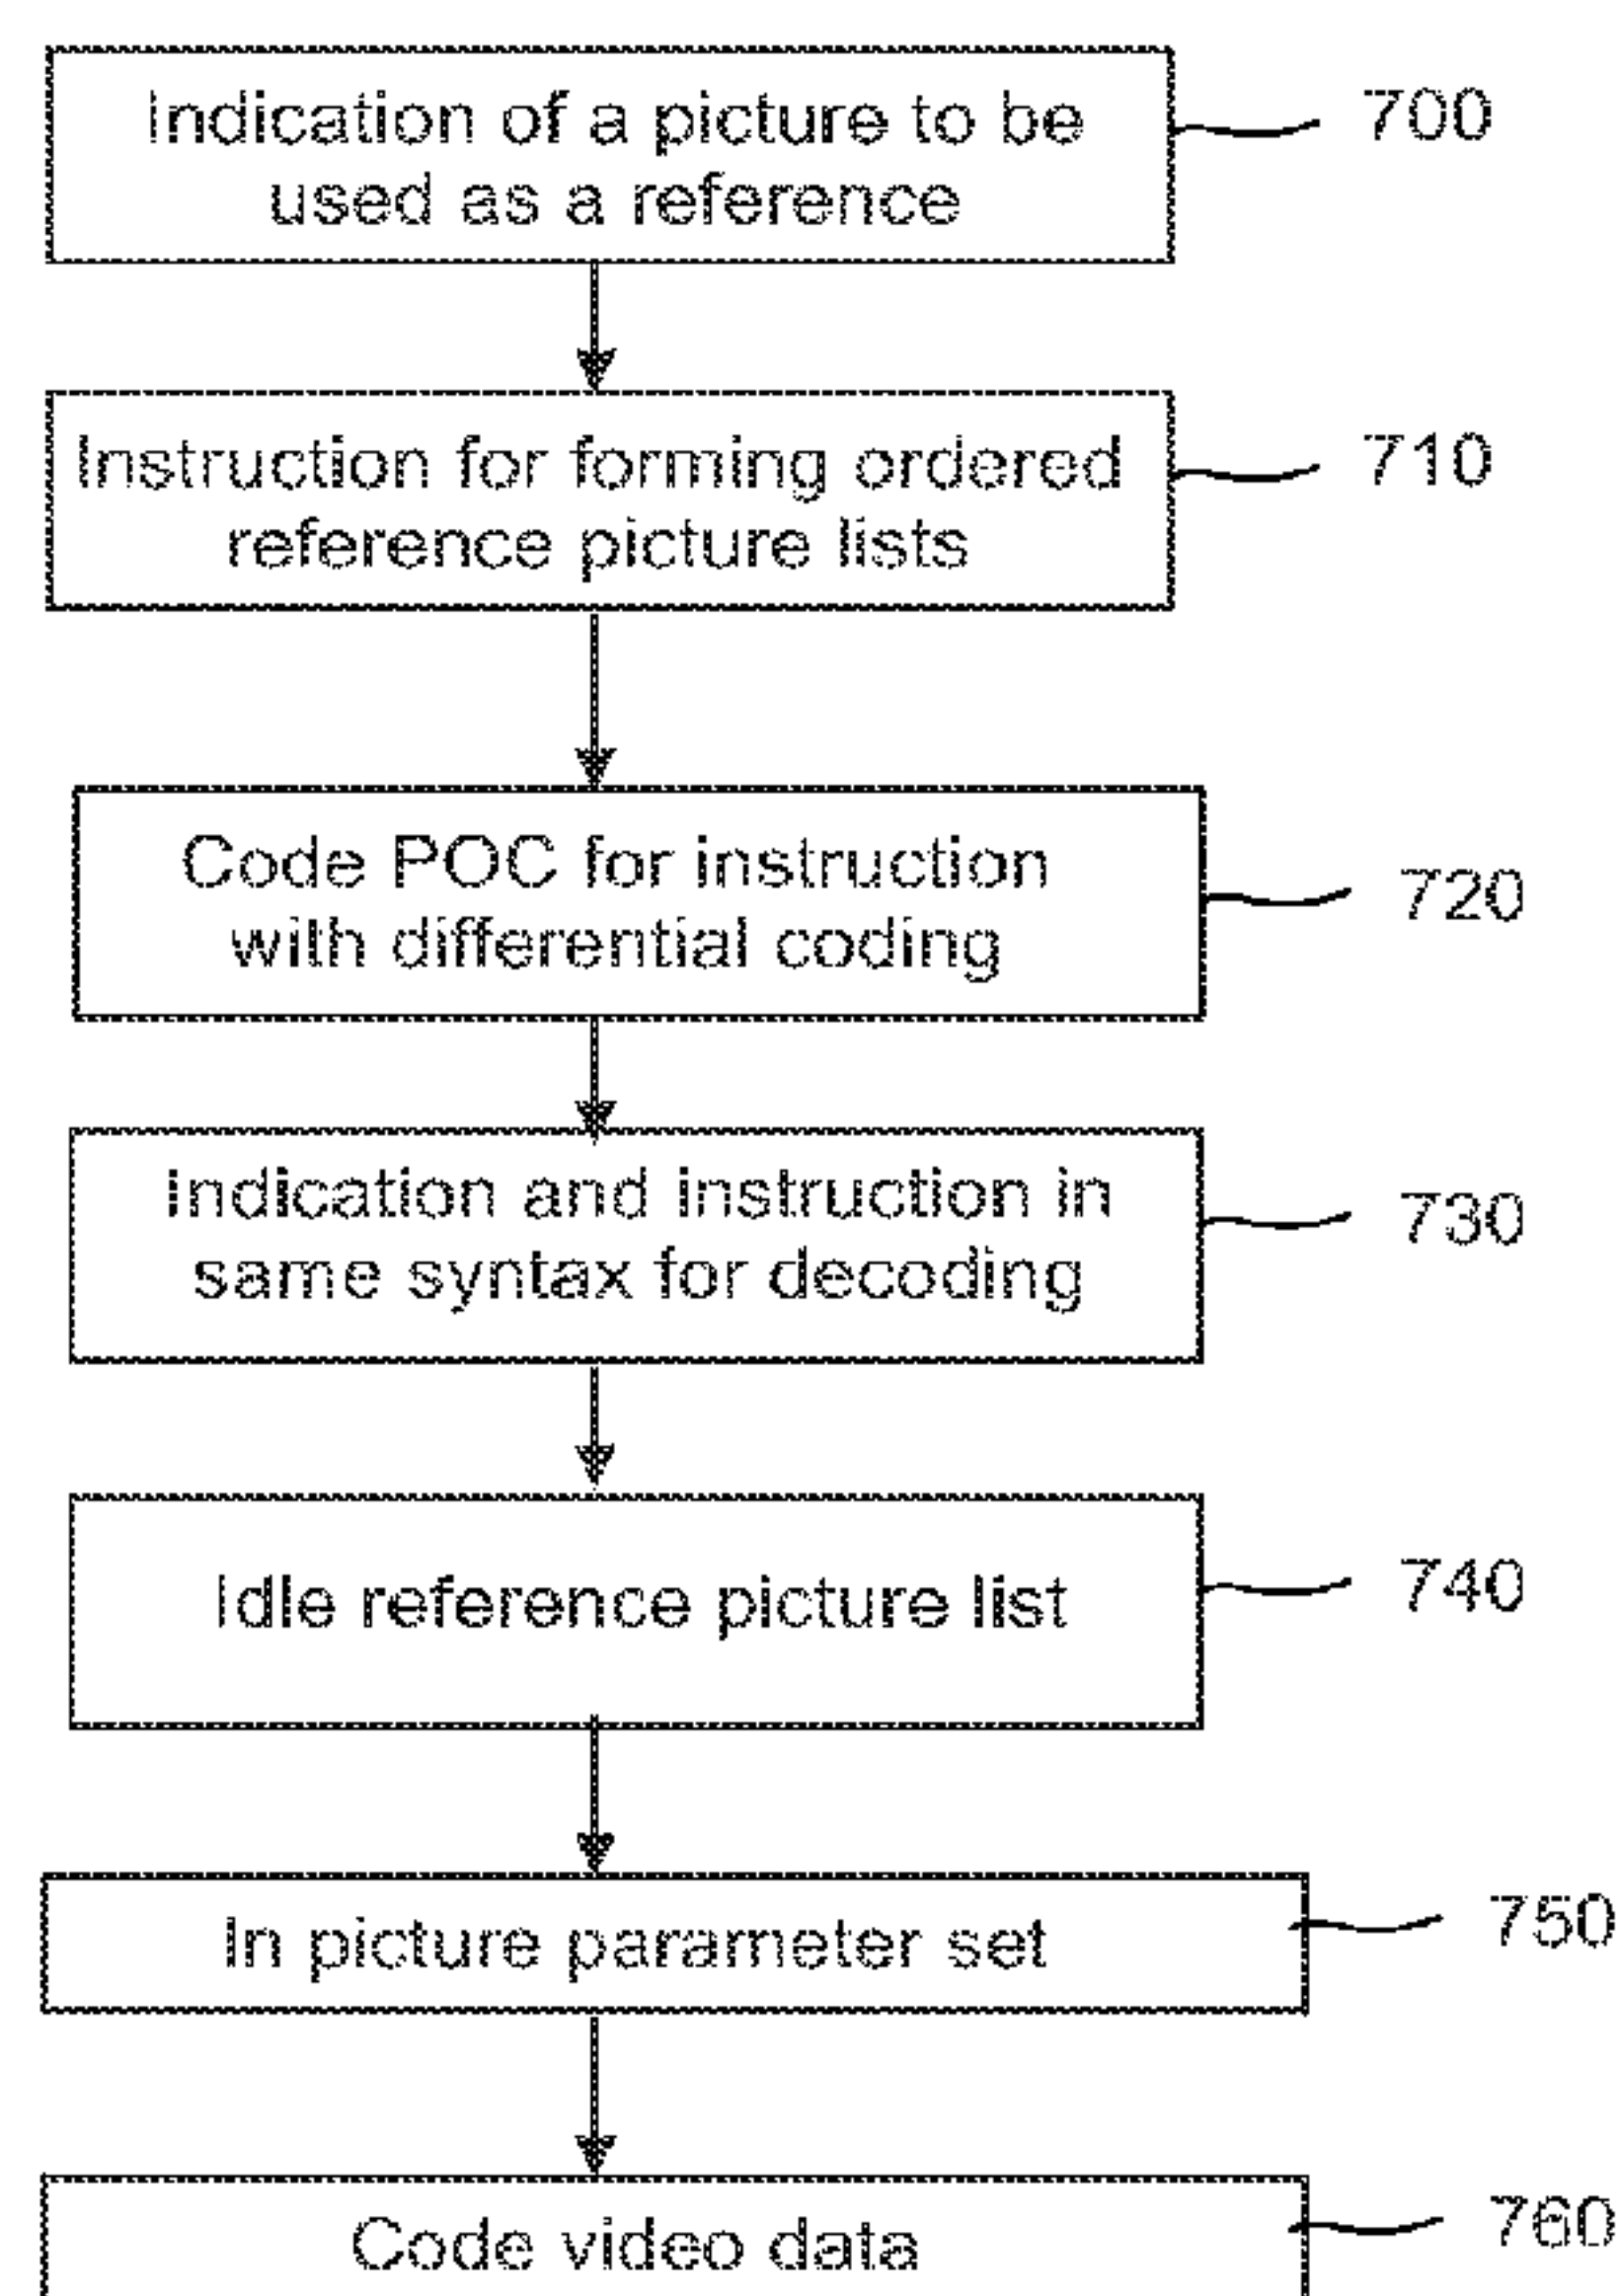 Indication of a picture to be
used as a reference
700
Instruction for forming ordered
reference picture lists
710
Code POC for instruction
with differential coding
720
Indication and instruction in
same syntax for decoding
730
Idle reference picture list
740
In picture parameter set
750
Code video data
760